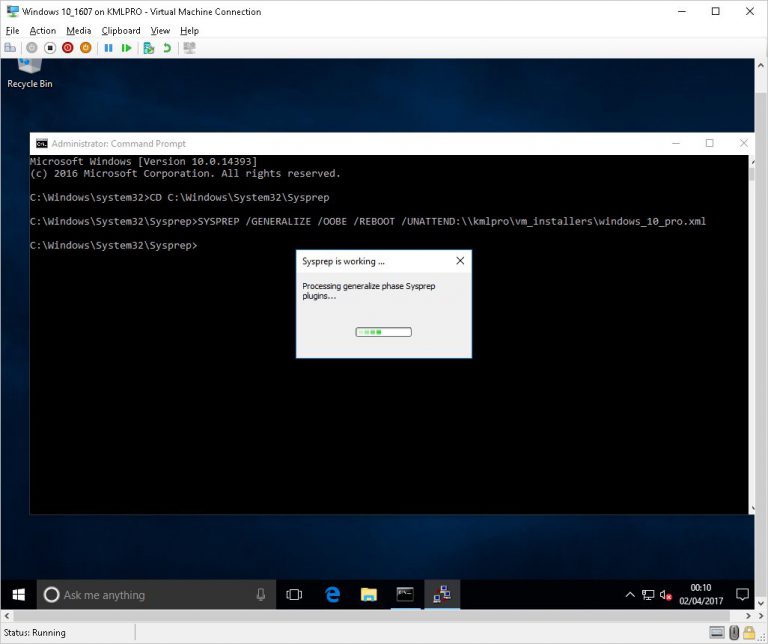 Windows 10_1607 on KMLPRO - Virtual Machine Connection
File Action Media Clipboard View Help
Recycle Bin
Administrator: Command Prompt
Microsoft Windows [Version 10.0.14393]
(c) 2016 Microsoft Corporation. All rights reserved.
C:\Windows\system32>CD C:\Windows\System32\Sysprep
C:\Windows\System32\Sysprep>SYSPREP /GENERALIZE /OOBE /REBOOT /UNATTEND:\\kmlpro\vm_installers\windows_10_pro.xml
C:\Windows\System32\Sysprep>
Sysprep is working ...
Processing generalize phase Sysprep
plugins...
Ask me anything
00:10
02/04/2017
Status: Running